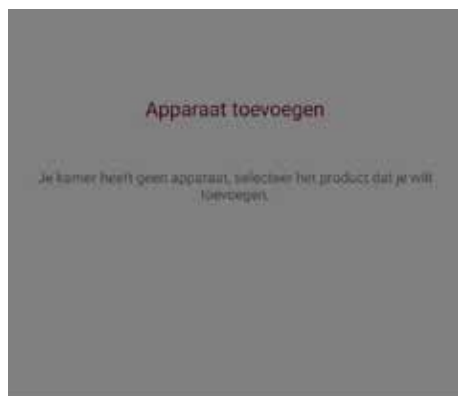 Apparaat toevoegen
Je kamer heeft geen apparaat, selecteer het product dat je wilt
toevoegen.